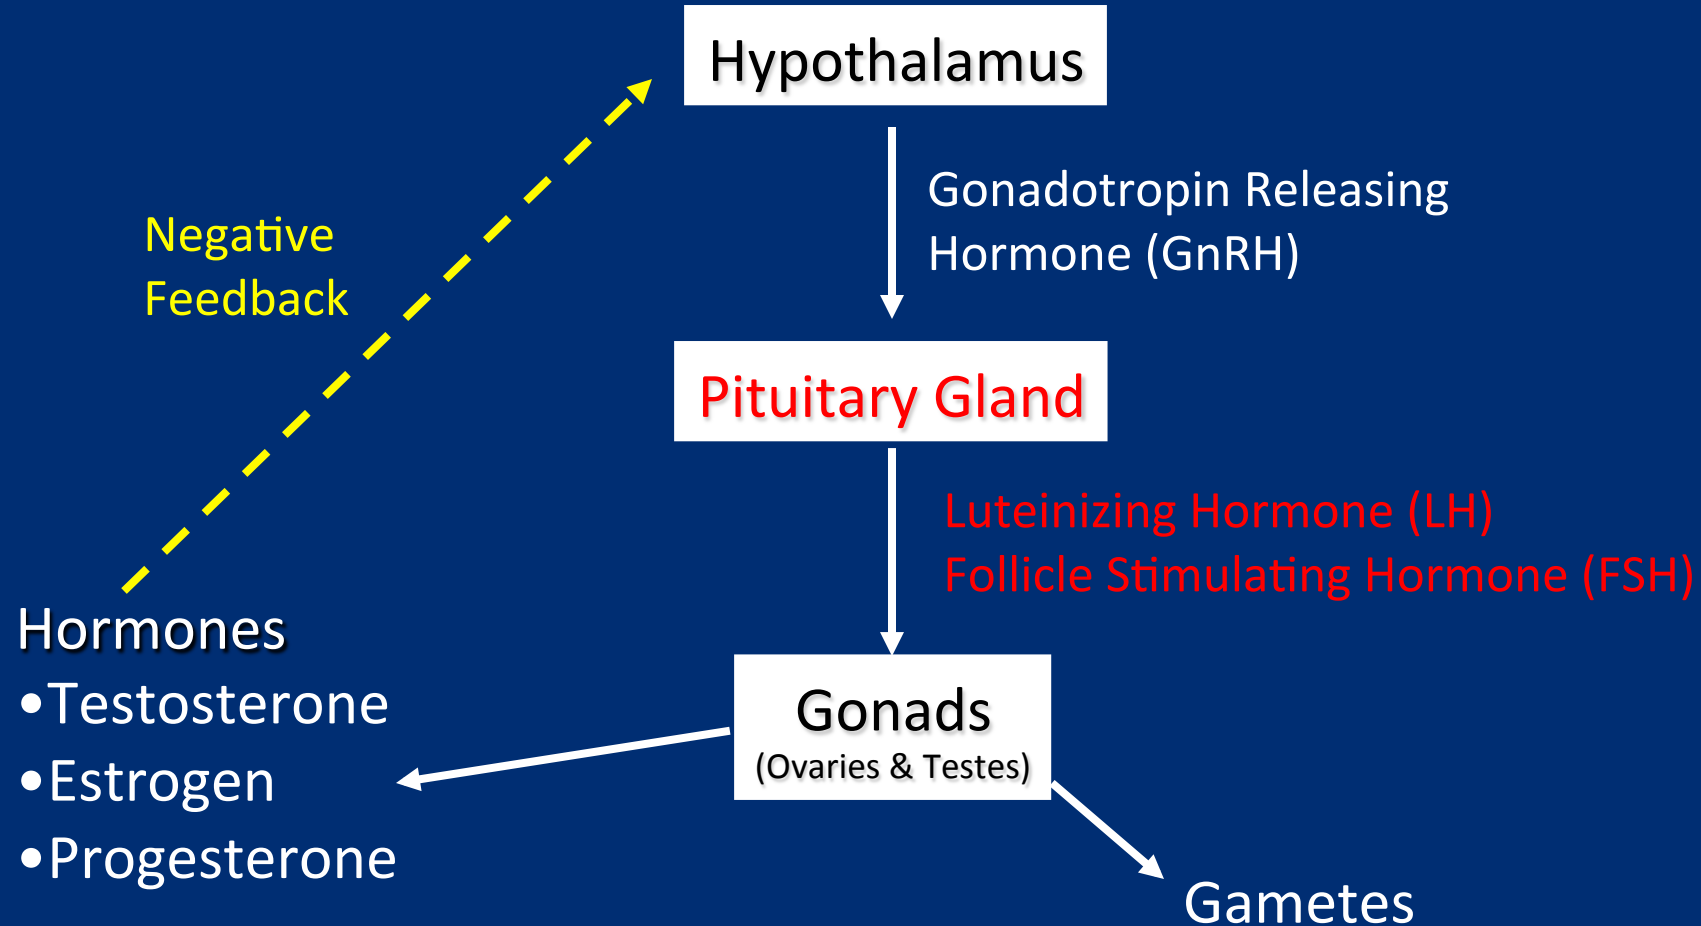 Hypothalamus
Gonadotropin Releasing
Hormone (GnRH)
Negative
Feedback
Pituitary Gland
Luteinizing Hormone (LH)
Follicle Stimulating Hormone (FSH)
Hormones
•Testosterone
•Estrogen
•Progesterone
Gonads
(Ovaries & Testes)
Gametes